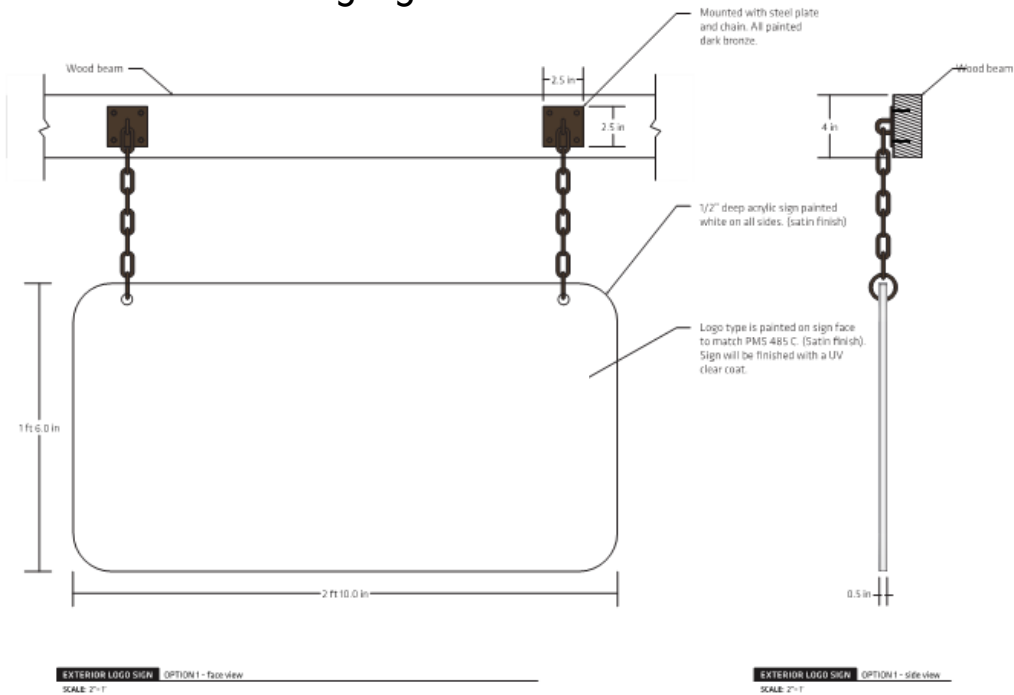 Mounted with steel plate
and chain. All painted
dark bronze.
Wood beam
2.5 in
2.5 in
Wood beam
4 in
1/2" deep acrylic sign painted
white on all sides. (satin finish)
Logo type is painted on sign face
to match PMS 485 C. (Satin finish).
Sign will be finished with a UV
clear coat.
1 ft 6.0 in
2 ft 10.0 in
0.5 in
EXTERIOR LOGO SIGN OPTION 1 - face view
SCALE: 2"=1'
EXTERIOR LOGO SIGN OPTION 1 - side view
SCALE: 2"=1'